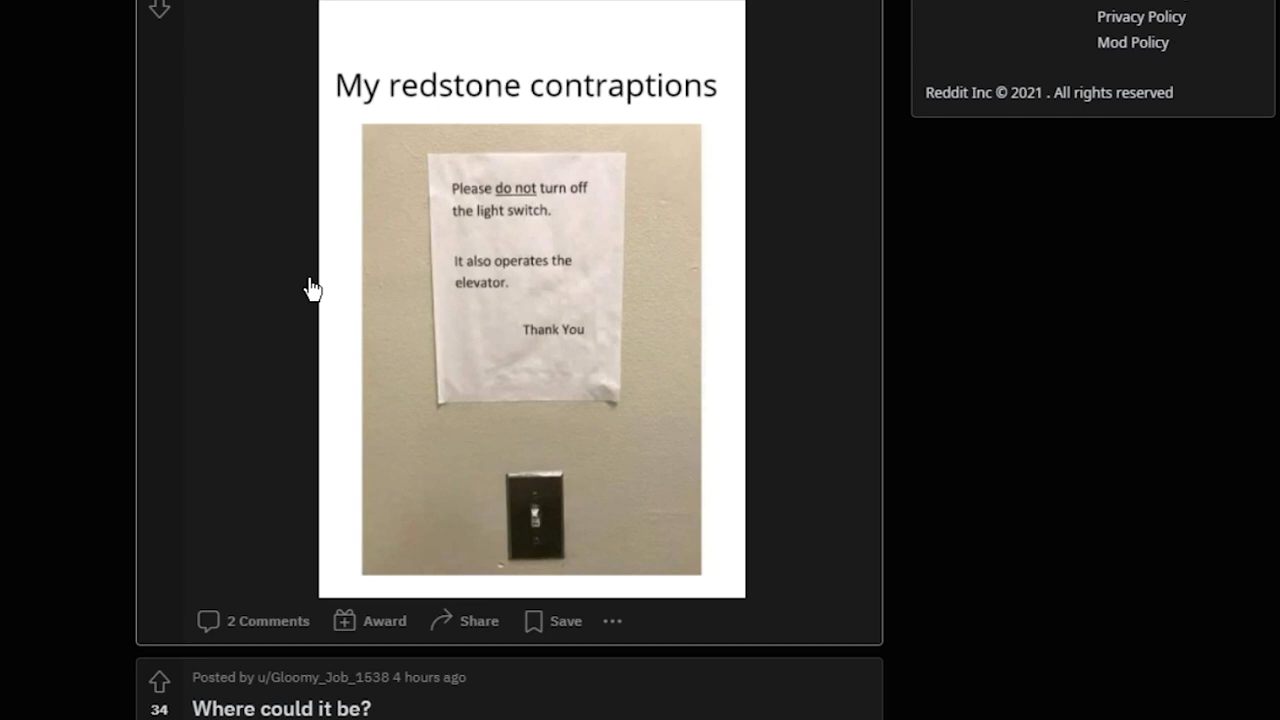 Privacy Policy
Mod Policy
Reddit Inc © 2021 . All rights reserved
My redstone contraptions
Please do not turn off
the light switch.
It also operates the
elevator.
Thank You
2 Comments Award Share Save
Posted by u/Gloomy_Job_1538 4 hours ago
34
Where could it be?